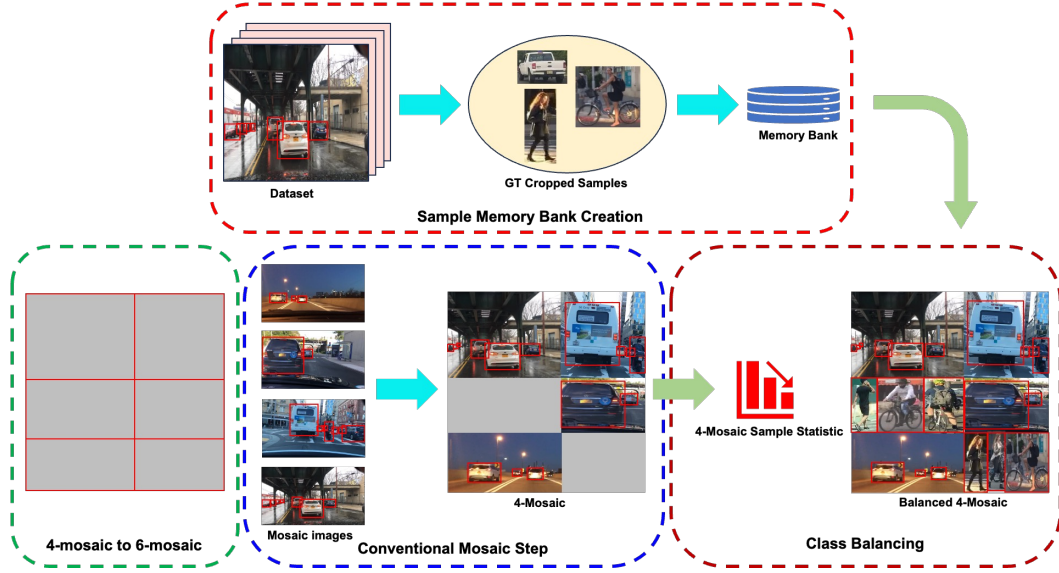 Dataset
GT Cropped Samples
Memory Bank
Sample Memory Bank Creation
4-mosaic to 6-mosaic
Mosaic images
4-Mosaic
Conventional Mosaic Step
4-Mosaic Sample Statistic
Balanced 4-Mosaic
Class Balancing